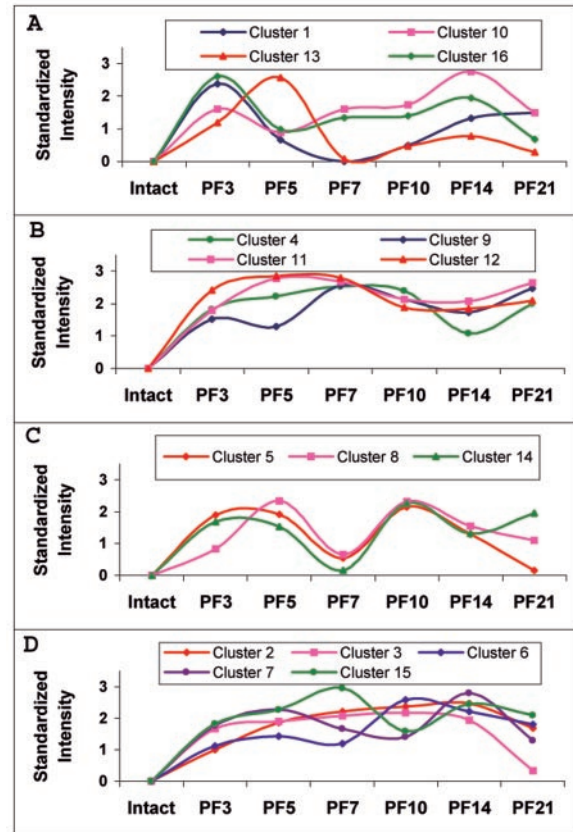 A
Cluster 1 Cluster 10
Cluster 13 Cluster 16
Standardized
Intensity
3
2
1
0
Intact PF3 PF5 PF7 PF10 PF14 PF21
B
Cluster 4 Cluster 9
Cluster 11 Cluster 12
Standardized
Intensity
3
2
1
0
Intact PF3 PF5 PF7 PF10 PF14 PF21
C
Cluster 5 Cluster 8 Cluster 14
Standardized
Intensity
3
2
1
0
Intact PF3 PF5 PF7 PF10 PF14 PF21
D
Cluster 2 Cluster 3 Cluster 6
Cluster 7 Cluster 15
Standardized
Intensity
3
2
1
0
Intact PF3 PF5 PF7 PF10 PF14 PF21